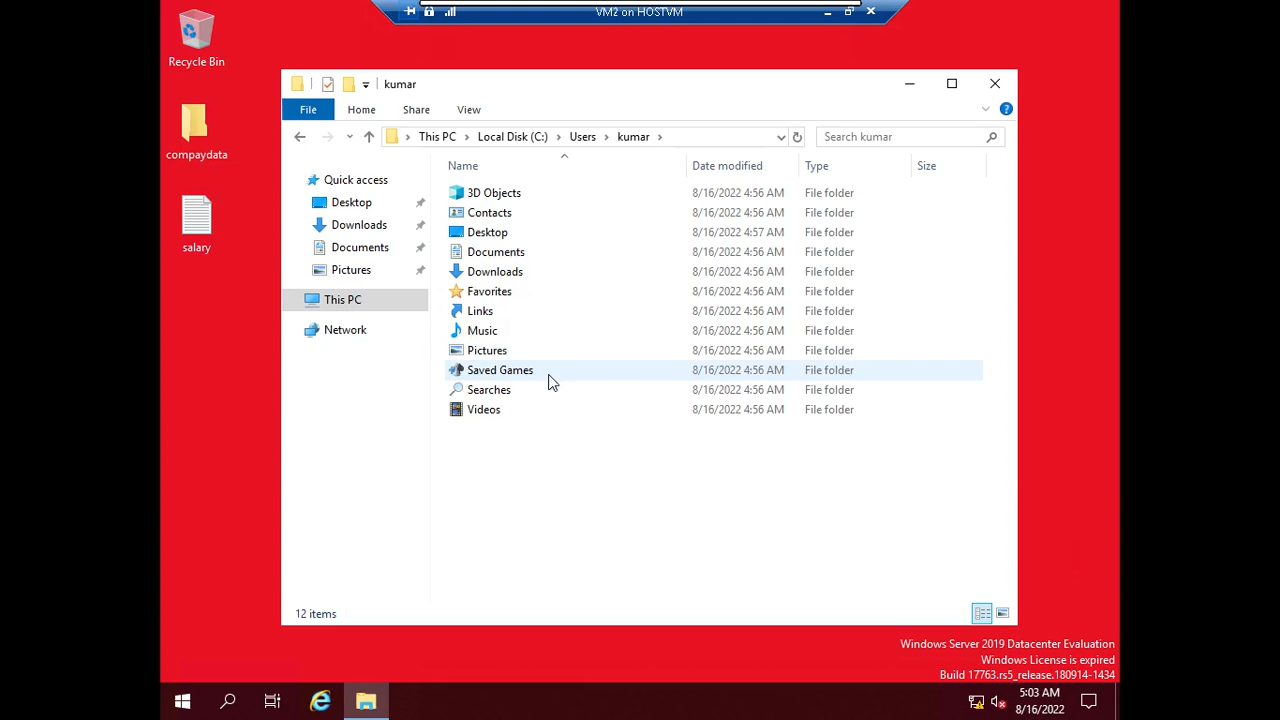 VM2 on HOSTVM
Recycle Bin
compaydata
salary
kumar
File Home Share View
This PC Local Disk (C:) Users kumar
Search kumar
Quick access
Desktop
Downloads
Documents
Pictures
This PC
Network
Name Date modified Type Size
3D Objects 8/16/2022 4:56 AM File folder
Contacts 8/16/2022 4:56 AM File folder
Desktop 8/16/2022 4:57 AM File folder
Documents 8/16/2022 4:56 AM File folder
Downloads 8/16/2022 4:56 AM File folder
Favorites 8/16/2022 4:56 AM File folder
Links 8/16/2022 4:56 AM File folder
Music 8/16/2022 4:56 AM File folder
Pictures 8/16/2022 4:56 AM File folder
Saved Games 8/16/2022 4:56 AM File folder
Searches 8/16/2022 4:56 AM File folder
Videos 8/16/2022 4:56 AM File folder
12 items
Windows Server 2019 Datacenter Evaluation
Windows License is expired
Build 17763.rs5_release.180914-1434
5:03 AM
8/16/2022